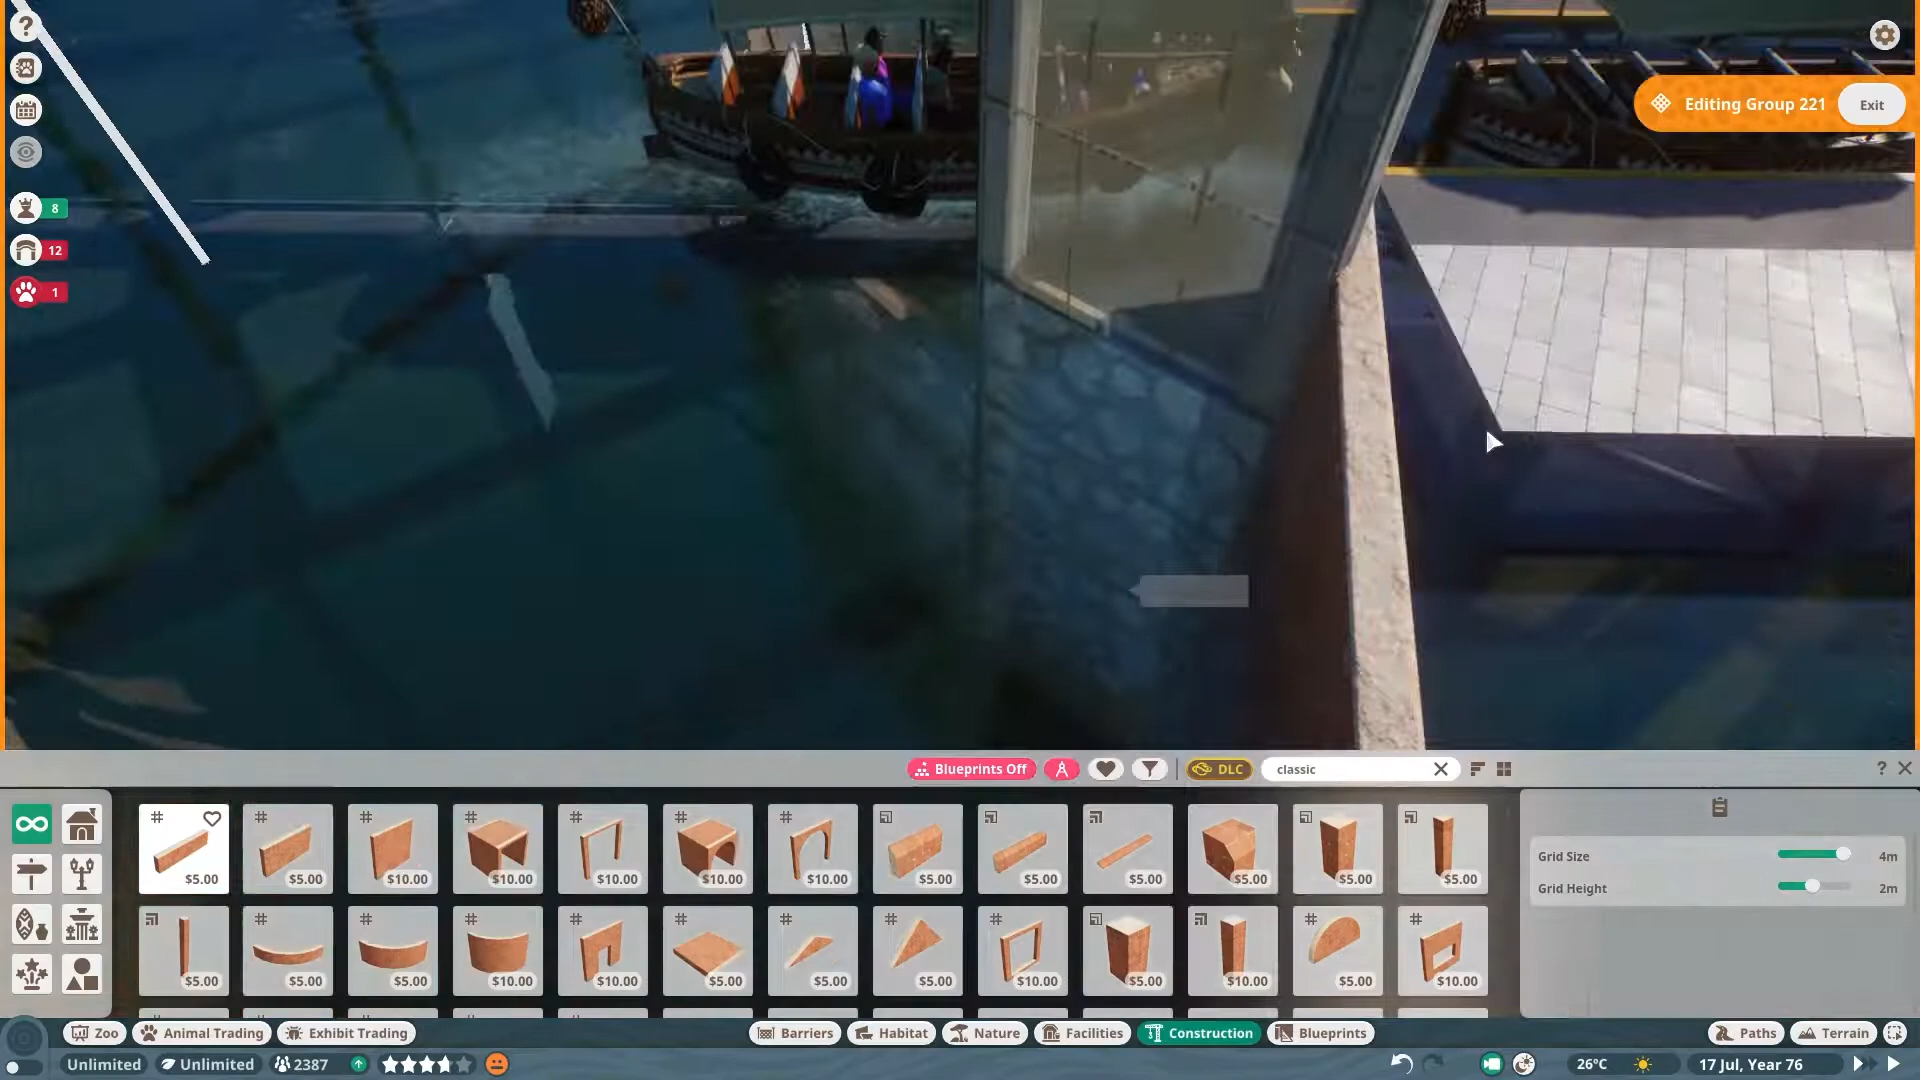 ?
8
12
1
Editing Group 221
Exit
Blueprints Off
DLC
classic
?
$5.00 $5.00 $10.00 $10.00 $10.00 $10.00 $10.00 $5.00 $5.00 $5.00 $5.00 $5.00 $5.00
$5.00 $5.00 $5.00 $10.00 $10.00 $5.00 $5.00 $5.00 $10.00 $5.00 $10.00 $5.00 $10.00
Grid Size 4m
Grid Height 2m
Zoo Animal Trading Exhibit Trading Barriers Habitat Nature Facilities Construction Blueprints Paths Terrain
Unlimited Unlimited 2387 26°C 17 Jul, Year 76